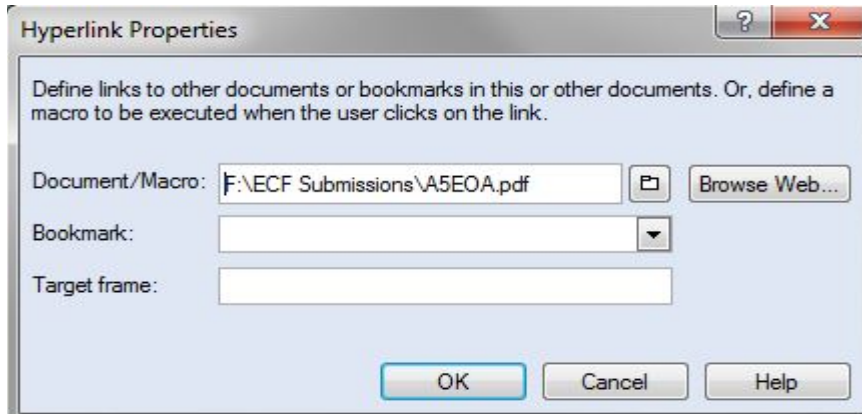 Hyperlink Properties
?
Define links to other documents or bookmarks in this or other documents. Or, define a
macro to be executed when the user clicks on the link.
Document/Macro: F:\ECF Submissions\A5EOA.pdf Browse Web...
Bookmark:
Target frame:
OK Cancel Help